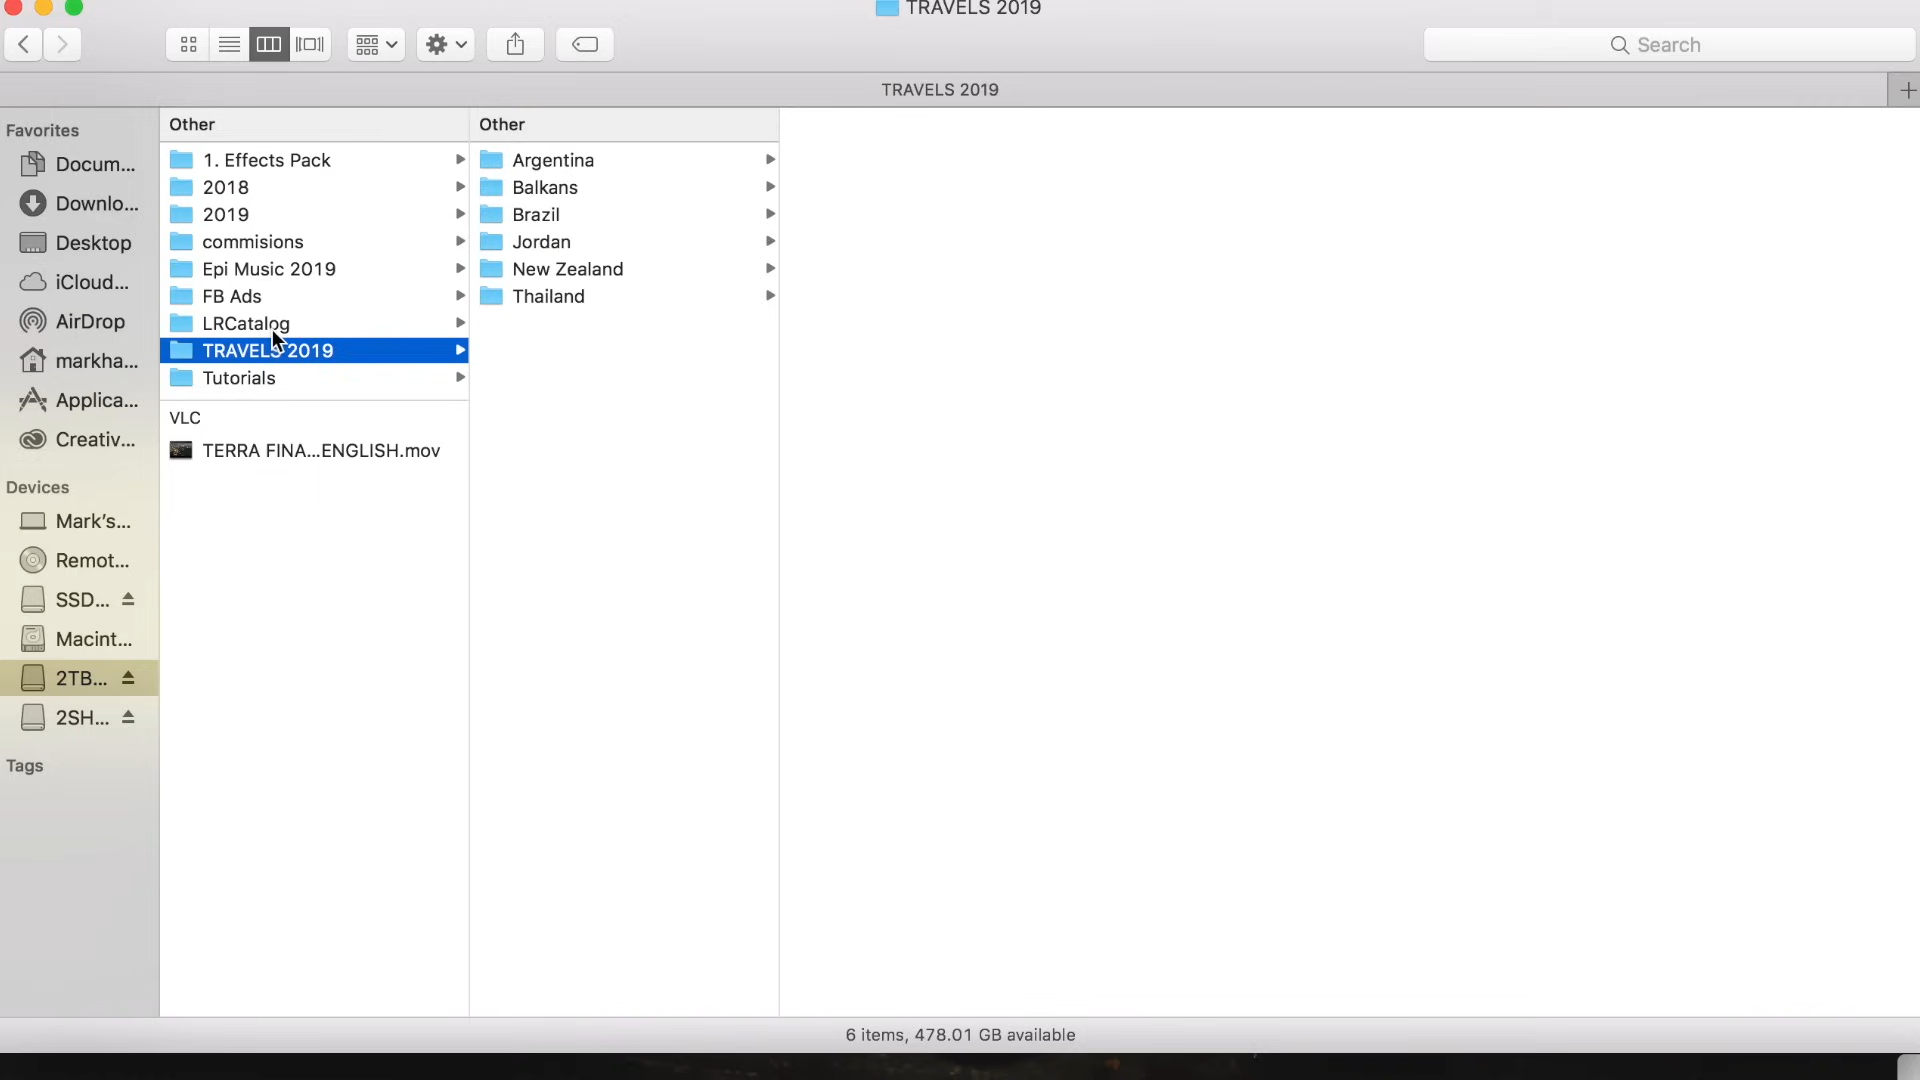 TRAVELS 2019
Search
TRAVELS 2019
Favorites
Docum...
Downlo...
Desktop
iCloud...
AirDrop
markha...
Applica...
Creativ...
Devices
Mark's...
Remot...
SSD...
Macint...
2TB...
2SH...
Tags
Other
1. Effects Pack
2018
2019
commisions
Epi Music 2019
FB Ads
LRCatalog
TRAVELS 2019
Tutorials
VLC
TERRA FINA...ENGLISH.mov
Other
Argentina
Balkans
Brazil
Jordan
New Zealand
Thailand
6 items, 478.01 GB available